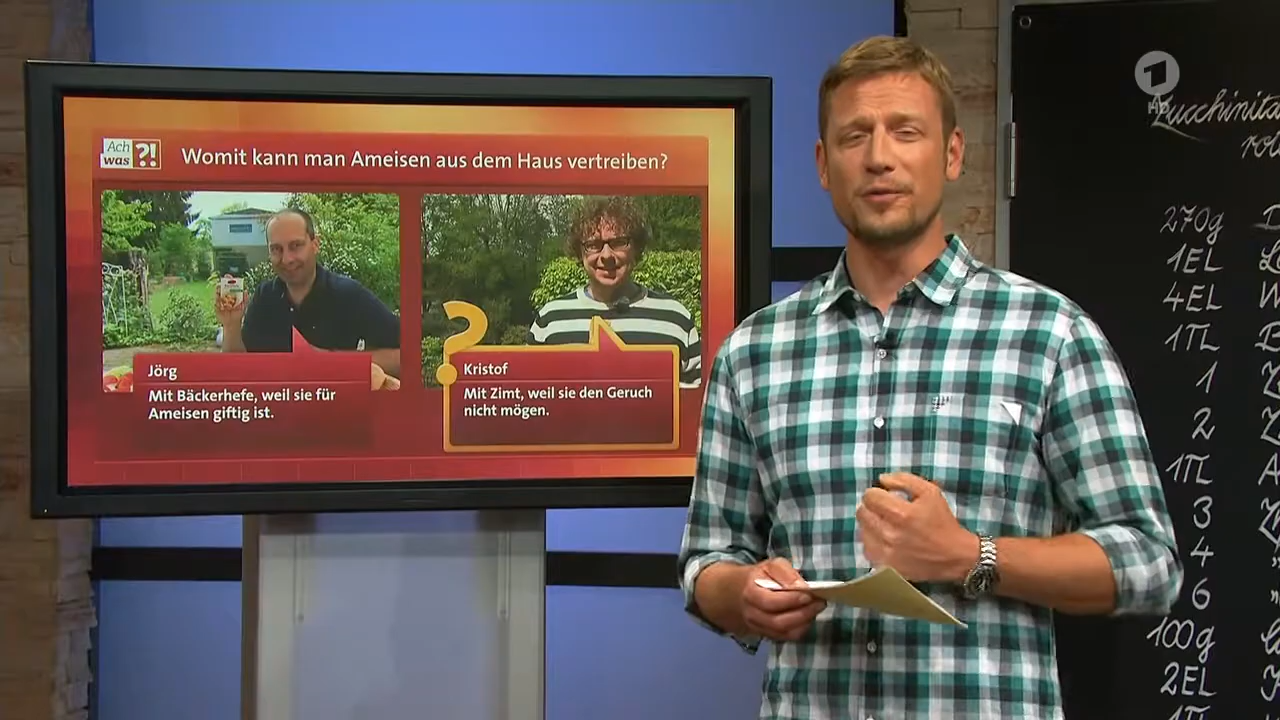 Ach
was ?!
Womit kann man Ameisen aus dem Haus vertreiben?
Jörg
Mit Bäckerhefe, weil sie für
Ameisen giftig ist.
?
Kristof
Mit Zimt, weil sie den Geruch
nicht mögen.
1
HD
270g
1EL
4EL
1TL
1
2
1TL
3
4
6
100g
2EL
1TL